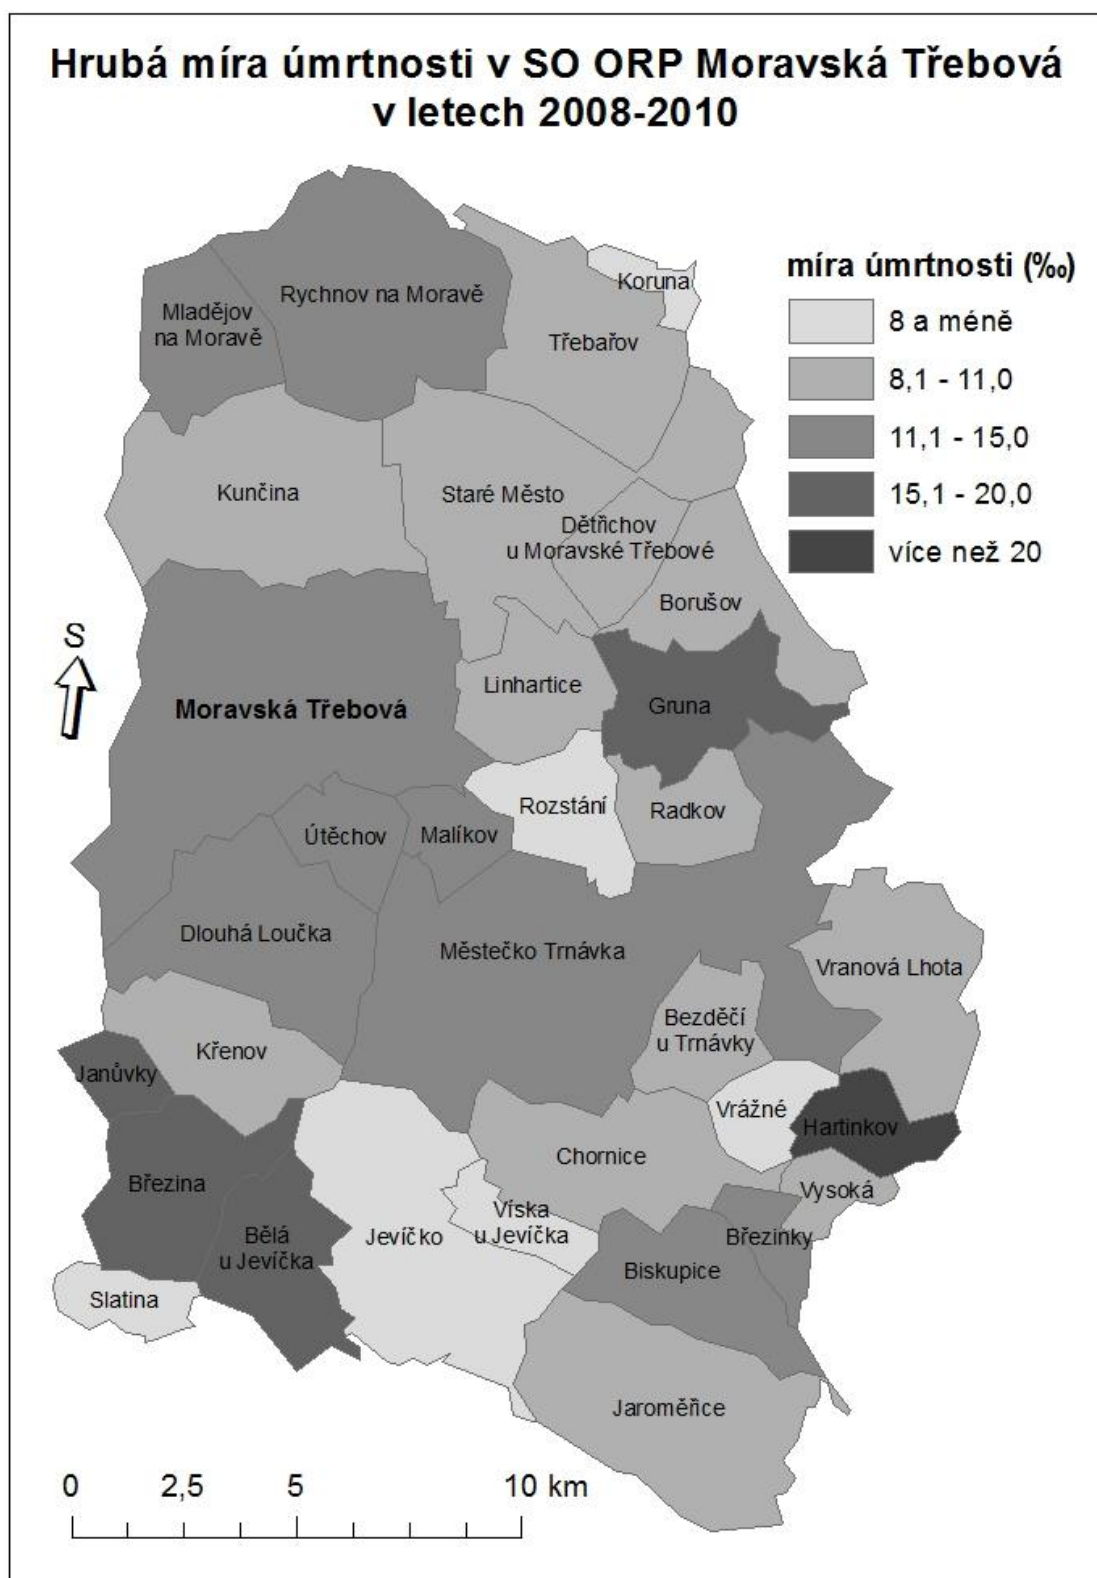 Hrubá míra úmrtnosti v SO ORP Moravská Třebová
v letech 2008-2010
míra úmrtnosti (‰)
8 a méně
8,1 - 11,0
11,1 - 15,0
15,1 - 20,0
více než 20
Koruna
Rychnov na Moravě
Mladějov
na Moravě
Třebařov
Kunčina
Staré Město
Dětřichov
u Moravské Třebové
Borušov
S
Linhartice
Moravská Třebová
Gruna
Rozstání
Radkov
Útěchov
Malíkov
Dlouhá Loučka
Městečko Trnávka
Vranová Lhota
Bezděčí
u Trnávky
Křenov
Janůvky
Vrážné
Hartinkov
Chornice
Březina
Vysoká
Víska
u Jevíčka
Bělá
u Jevíčka
Jevíčko
Březinky
Biskupice
Slatina
Jaroměřice
0 2,5 5 10 km